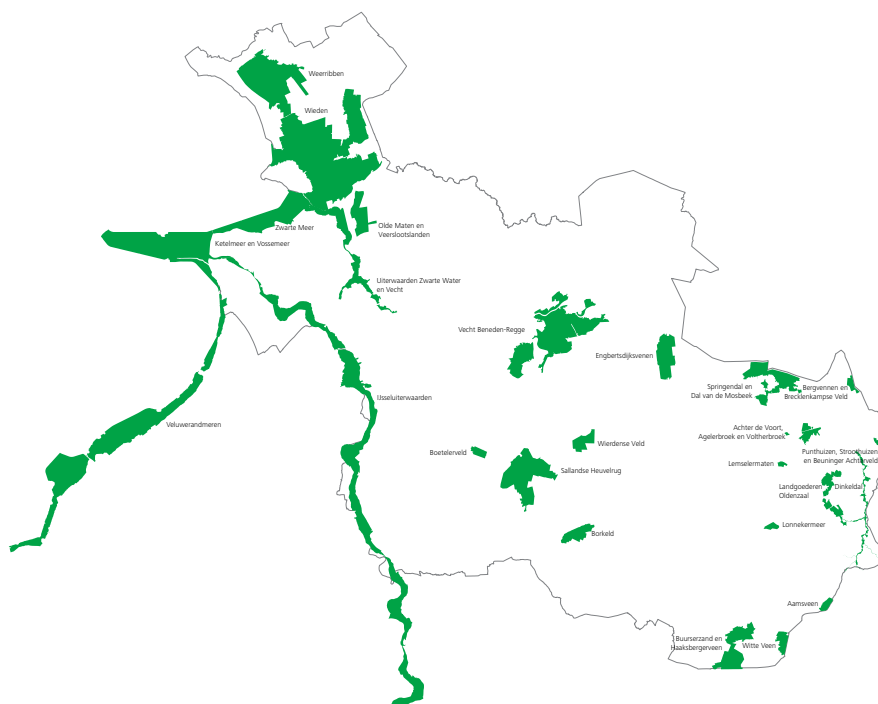 Weerribben
Wieden
Zwarte Meer
Olde Maten en
Veerslootslanden
Ketelmeer en Vossemeer
Uiterwaarden Zwarte Water
en Vecht
Vecht Beneden-Regge
Engbertsdijksvenen
Springendal en
Dal van de Mosbeek
Bergvennen en
Brecklenkampse Veld
IJsseluiterwaarden
Veluwerandmeren
Achter de Voort,
Agelerbroek en Voltherbroek
Wierdense Veld
Boetelerveld
Punthuizen, Stroothuizen
en Beuninger Achterveld
Lemselermaten
Sallandse Heuvelrug
Landgoederen
Oldenzaal
Dinkeldal
Lonnekermeer
Borkeld
Aamsveen
Buurserzand en
Haaksbergerveen
Witte Veen